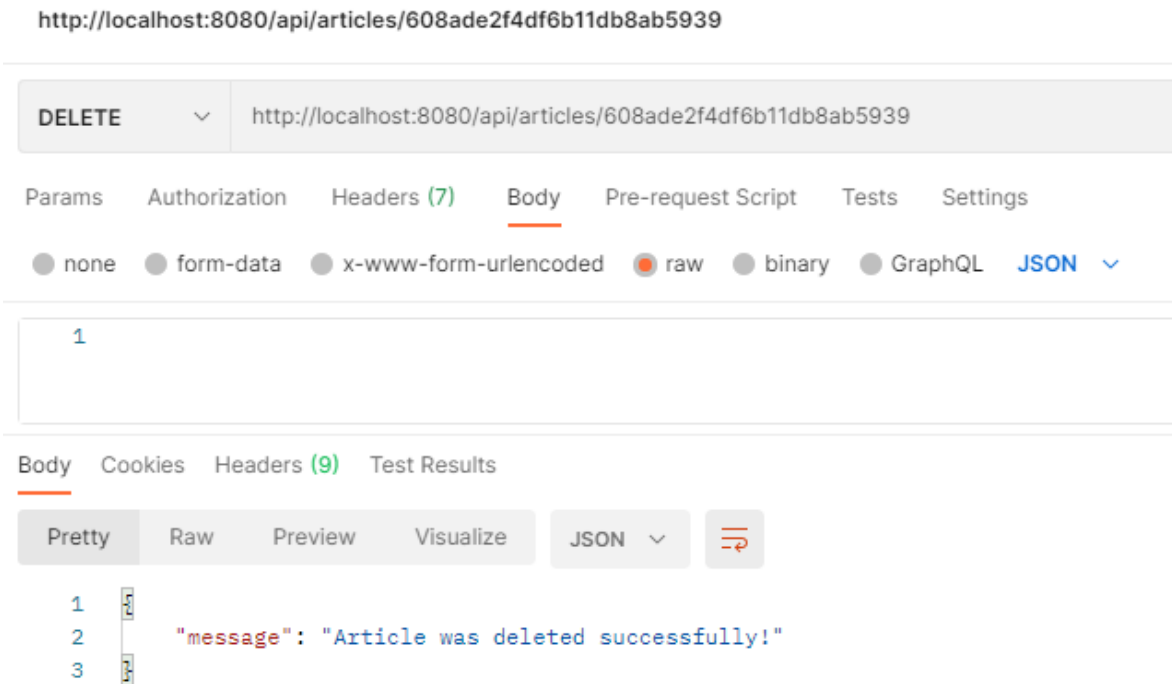 http://localhost:8080/api/articles/608ade2f4df6b11db8ab5939
DELETE http://localhost:8080/api/articles/608ade2f4df6b11db8ab5939
Params Authorization Headers (7) Body Pre-request Script Tests Settings
none form-data x-www-form-urlencoded raw binary GraphQL JSON
1
Body Cookies Headers (9) Test Results
Pretty Raw Preview Visualize JSON
1 {
2 "message": "Article was deleted successfully!"
3 }